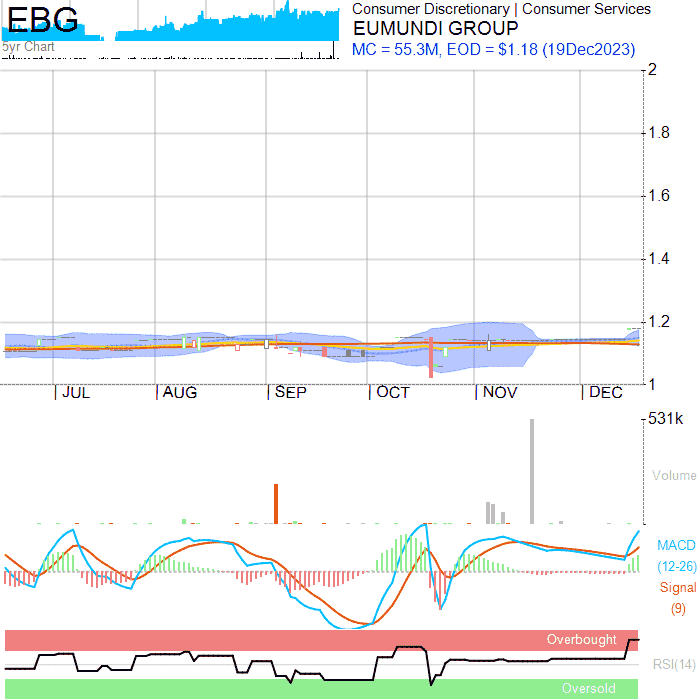 EBG
5yr Chart
Consumer Discretionary | Consumer Services
EUMUNDI GROUP
MC = 55.3M, EOD = $1.18 (19Dec2023)
2
1.8
1.6
1.4
1.2
1
JUL AUG SEP OCT NOV DEC
531k
Volume
MACD
(12-26)
Signal
(9)
Overbought
RSI(14)
Oversold